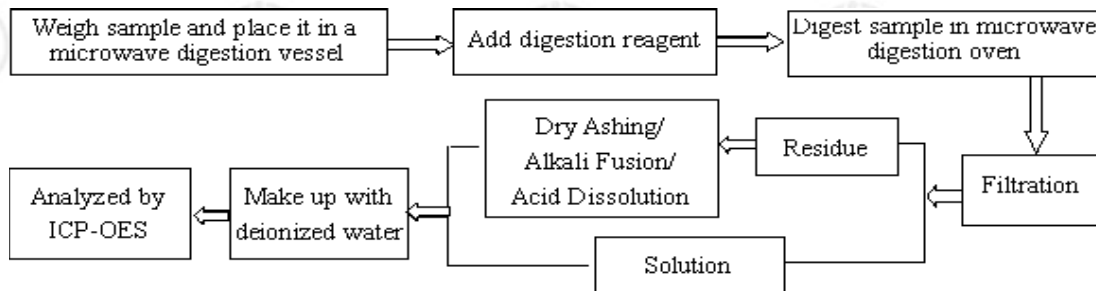 Weigh sample and place it in a
microwave digestion vessel
Add digestion reagent
Digest sample in microwave
digestion oven
Filtration
Residue
Dry Ashing/
Alkali Fusion/
Acid Dissolution
Solution
Make up with
deionized water
Analyzed by
ICP-OES